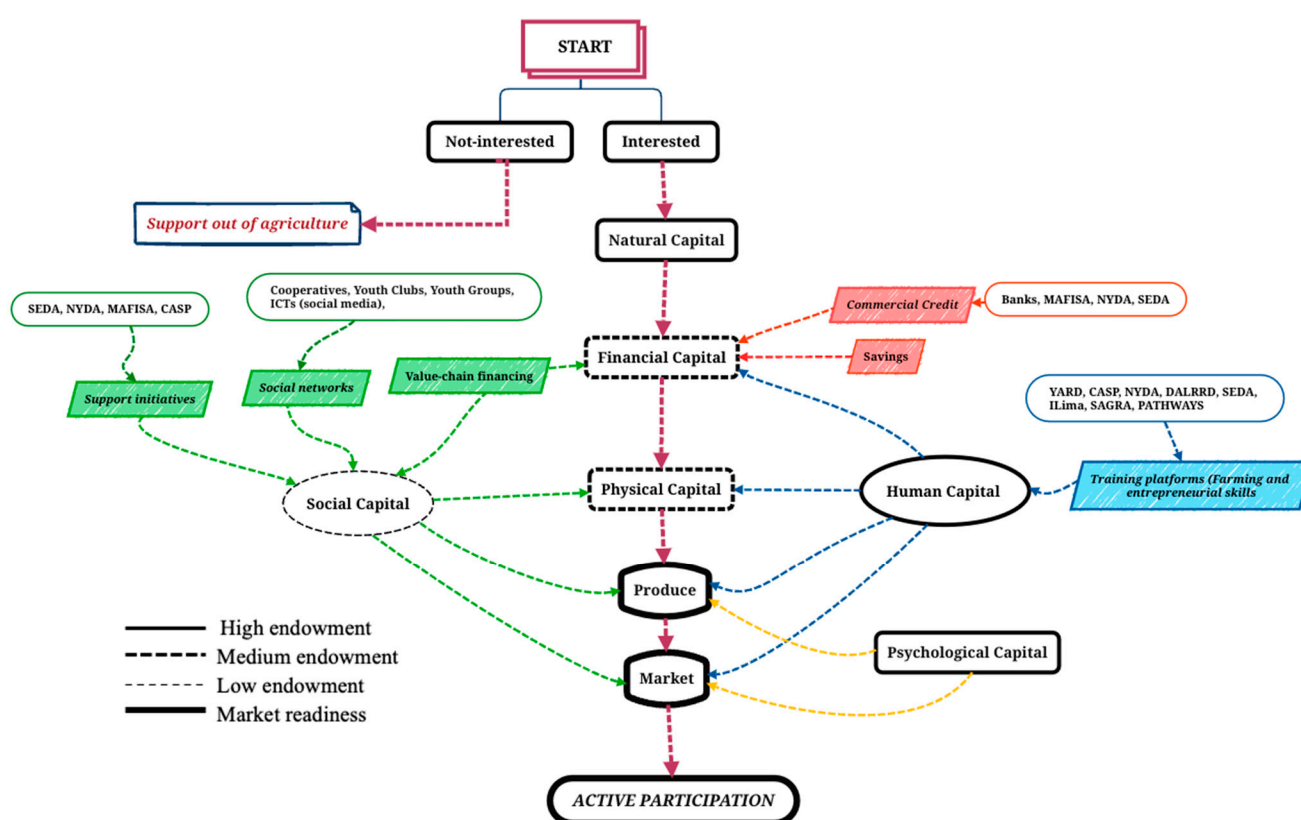 START
Not-interested
Interested
Support out of agriculture
Natural Capital
SEDA, NYDA, MAFISA, CASP
Cooperatives, Youth Clubs, Youth Groups,
ICTs (social media),
Commercial Credit
Banks, MAFISA, NYDA, SEDA
Financial Capital
Savings
Support initiatives
Social networks
Value-chain financing
YARD, CASP, NYDA, DALRRD, SEDA,
ILima, SAGRA, PATHWAYS
Social Capital
Physical Capital
Human Capital
Training platforms (Farming and
entrepreneurial skills
Produce
High endowment
Medium endowment
Low endowment
Market readiness
Market
Psychological Capital
ACTIVE PARTICIPATION